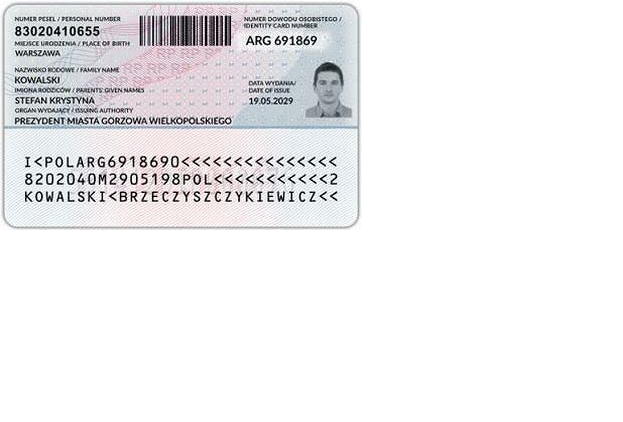 NUMER PESEL / PERSONAL NUMBER
83020410655
MIEJSCE URODZENIA / PLACE OF BIRTH
WARSZAWA
NUMER DOWODU OSOBISTEGO /
IDENTITY CARD NUMBER
ARG 691869
NAZWISKO RODOWE / FAMILY NAME
KOWALSKI
IMIONA RODZICÓW / PARENTS' GIVEN NAMES
STEFAN KRYSTYNA
ORGAN WYDAJĄCY / ISSUING AUTHORITY
PREZYDENT MIASTA GORZOWA WIELKOPOLSKIEGO
DATA WYDANIA/
DATE OF ISSUE
19.05.2029
I<POLARG6918690<<<<<<<<<<<<<<<
8202040M2905198POL<<<<<<<<<<<2
KOWALSKI<BRZECZYSZCZYKIEWICZ<<